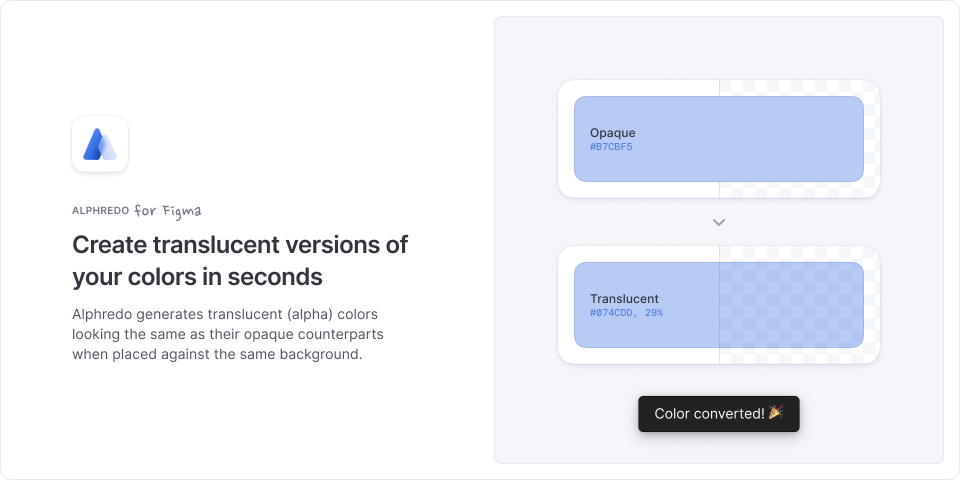 ALPHREDO for Figma
Create translucent versions of
your colors in seconds
Alphredo generates translucent (alpha) colors
looking the same as their opaque counterparts
when placed against the same background.
Opaque
#B7CBF5
Translucent
#074CDD, 29%
Color converted! 🎉